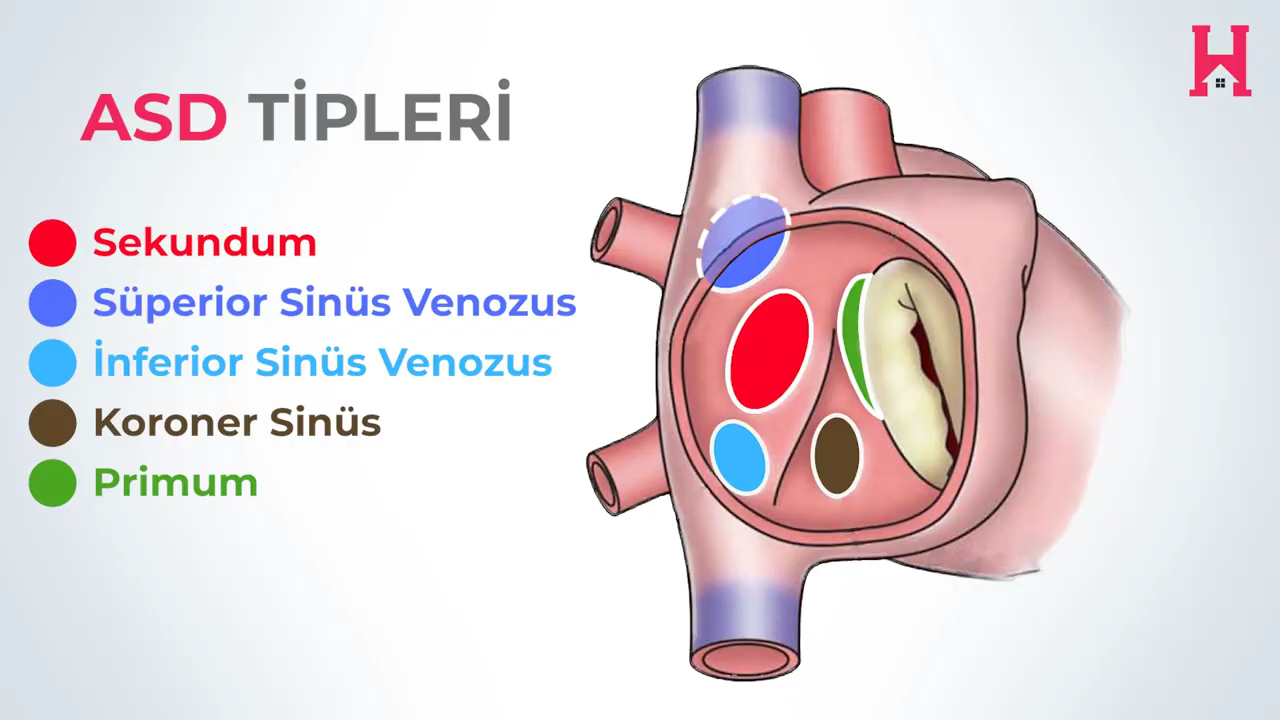 ASD TİPLERİ
Sekundum
Süperior Sinüs Venozus
İnferior Sinüs Venozus
Koroner Sinüs
Primum